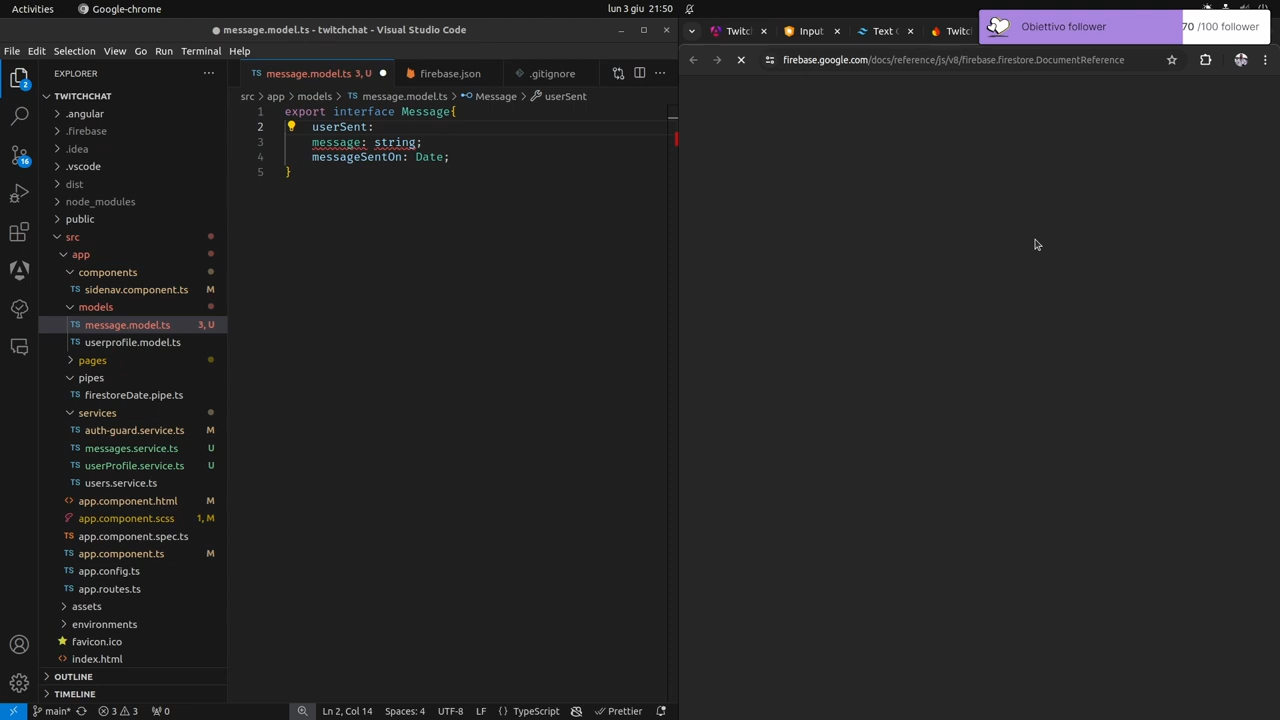 Activities
Google-chrome
lun 3 giu 21:50
message.model.ts - twitchchat - Visual Studio Code
File Edit Selection View Go Run Terminal Help
EXPLORER
TWITCHCHAT
.angular
.firebase
.idea
.vscode
dist
node_modules
public
src
app
components
TS sidenav.component.ts M
models
TS message.model.ts 3, U
TS userprofile.model.ts
pages
pipes
TS firestoreDate.pipe.ts
services
TS auth-guard.service.ts M
TS messages.service.ts U
TS userProfile.service.ts U
TS users.service.ts
<> app.component.html M
app.component.scss 1, M
TS app.component.spec.ts
TS app.component.ts M
TS app.config.ts
TS app.routes.ts
assets
environments
favicon.ico
<> index.html
OUTLINE
TIMELINE
2
16
TS message.model.ts 3, U
firebase.json
.gitignore
src > app > models > TS message.model.ts > Message > userSent
1 export interface Message{
2 userSent:
3 message: string;
4 messageSentOn: Date;
5 }
main* 3 3 0
Ln 2, Col 14 Spaces: 4 UTF-8 LF {} TypeScript Prettier
Twitcl
Input
Text C
Twitcl
Obiettivo follower 70 /100 follower
firebase.google.com/docs/reference/js/v8/firebase.firestore.DocumentReference